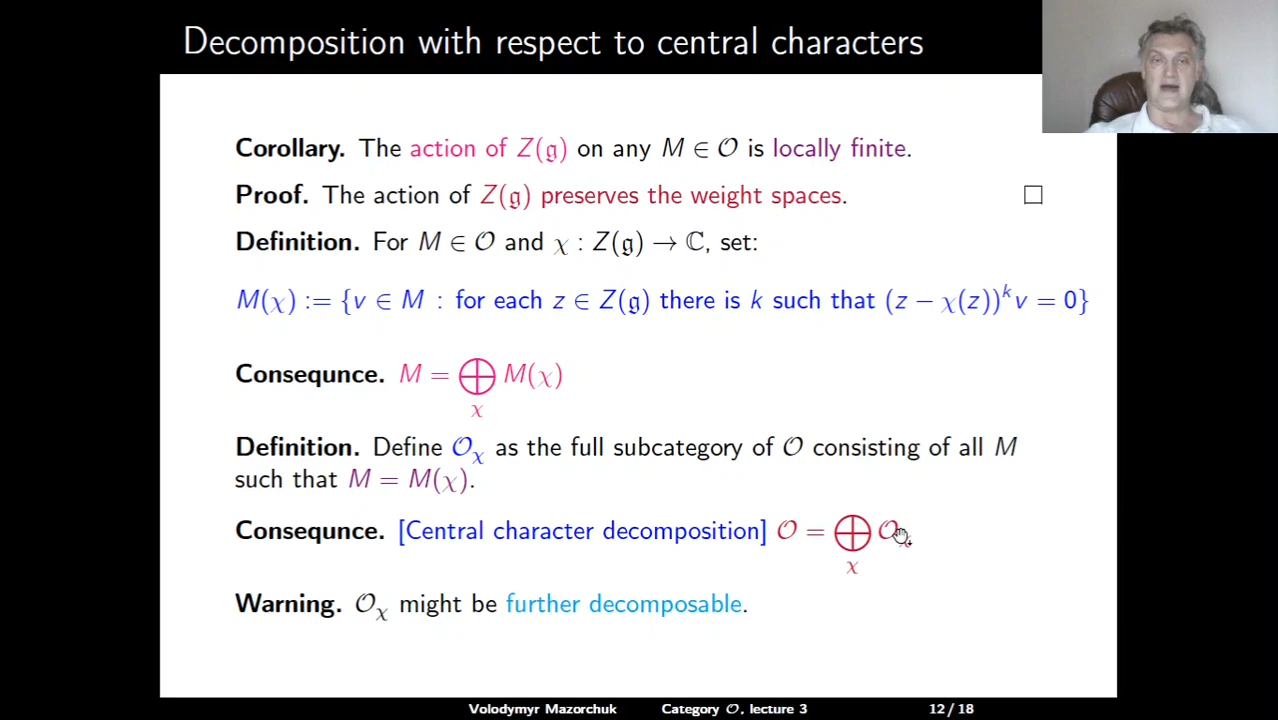 Decomposition with respect to central characters
Corollary. The action of Z(𝔤) on any M ∈ 𝒪 is locally finite.
Proof. The action of Z(𝔤) preserves the weight spaces. □
Definition. For M ∈ 𝒪 and χ : Z(𝔤) → ℂ, set:
M(χ) := {v ∈ M : for each z ∈ Z(𝔤) there is k such that (z − χ(z))^k v = 0}
Consequnce. M = ⊕_χ M(χ)
Definition. Define 𝒪_χ as the full subcategory of 𝒪 consisting of all M
such that M = M(χ).
Consequnce. [Central character decomposition] 𝒪 = ⊕_χ 𝒪_χ
Warning. 𝒪_χ might be further decomposable.
Volodymyr Mazorchuk Category 𝒪, lecture 3 12 / 18